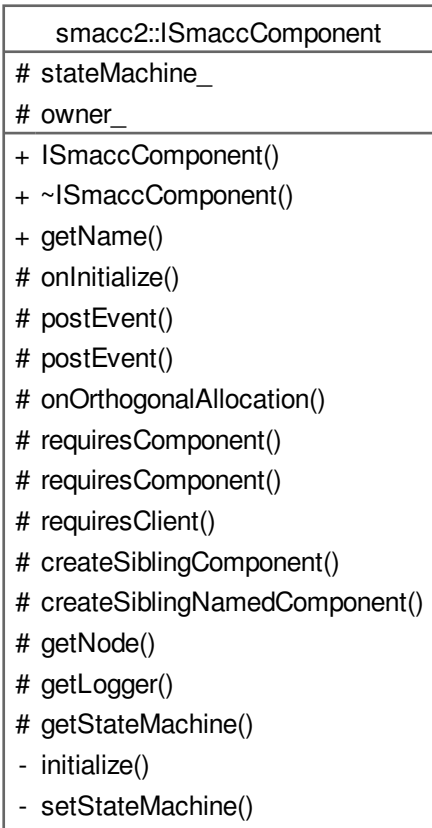 smacc2::ISmaccComponent
# stateMachine_
# owner_
+ ISmaccComponent()
+ ~ISmaccComponent()
+ getName()
# onInitialize()
# postEvent()
# postEvent()
# onOrthogonalAllocation()
# requiresComponent()
# requiresComponent()
# requiresClient()
# createSiblingComponent()
# createSiblingNamedComponent()
# getNode()
# getLogger()
# getStateMachine()
- initialize()
- setStateMachine()